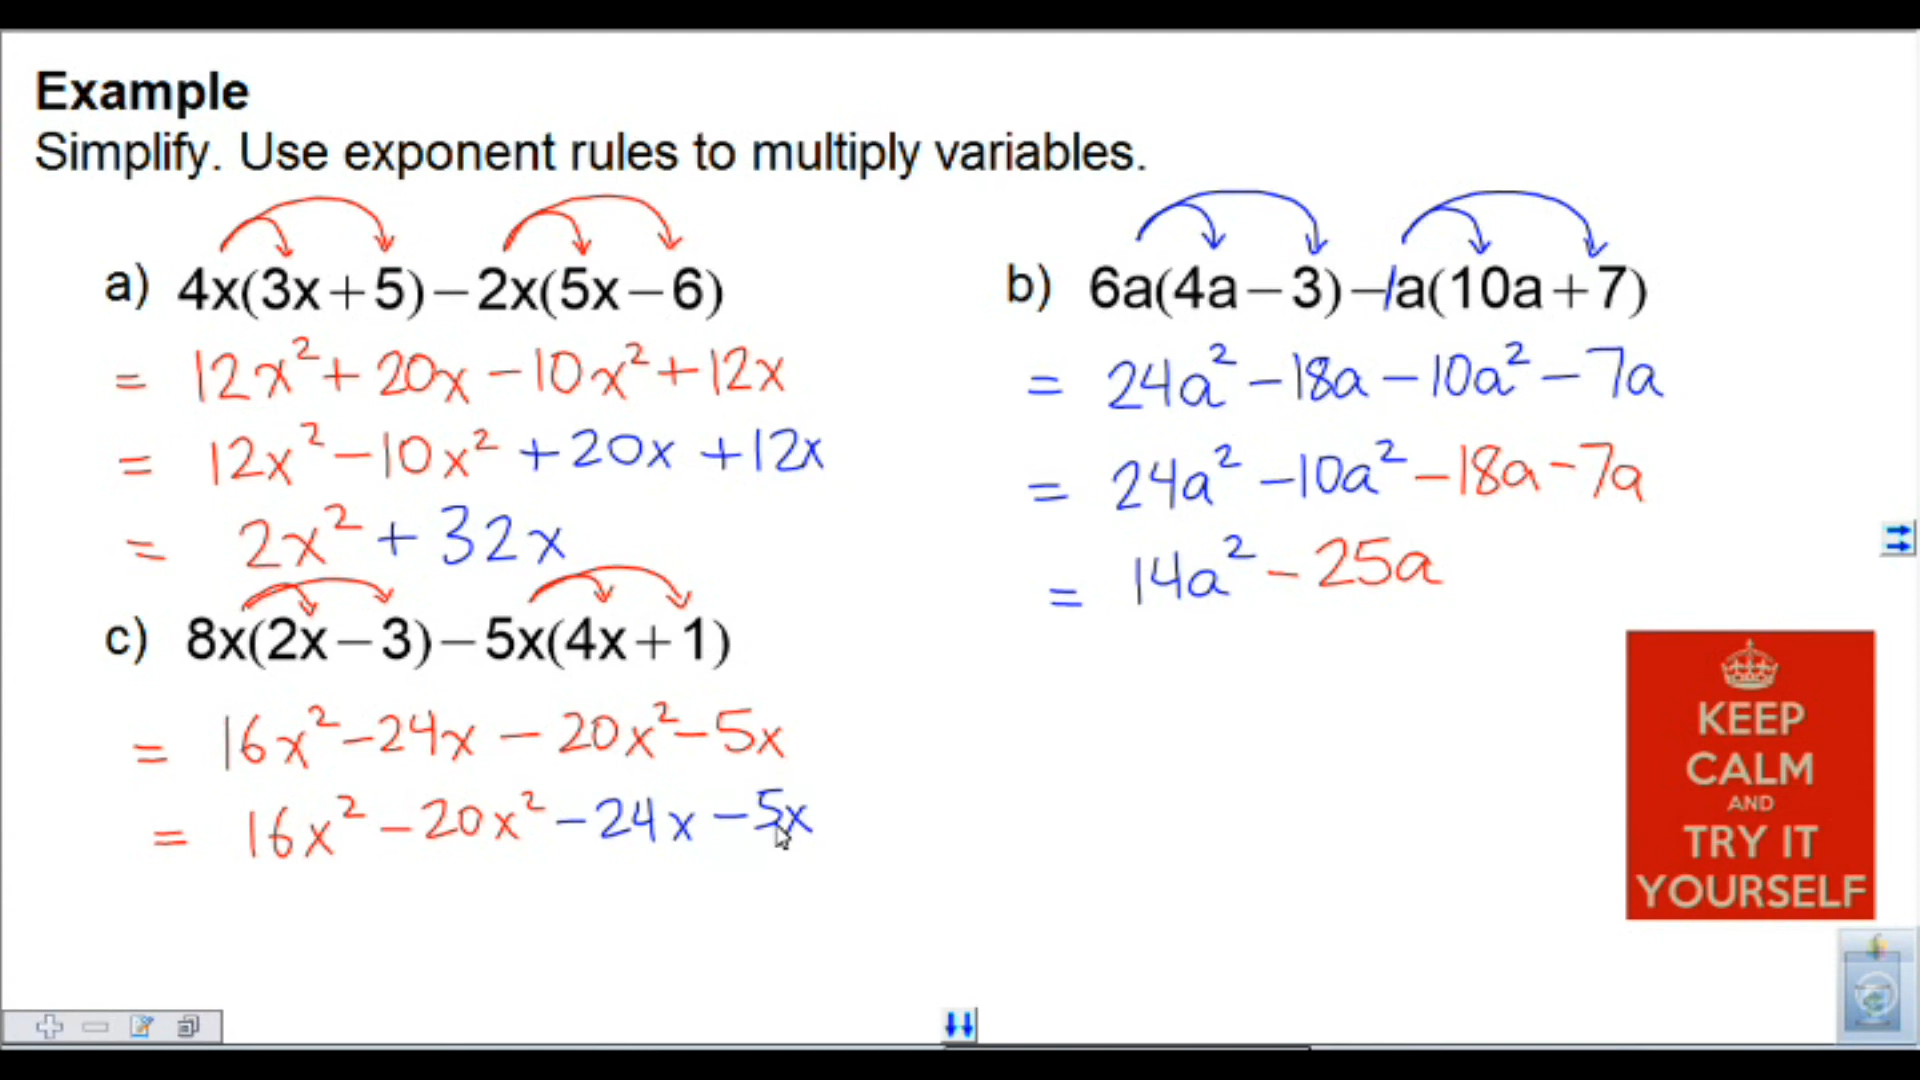 Example
Simplify. Use exponent rules to multiply variables.
a) 4x(3x+5)−2x(5x−6)
= 12x² + 20x − 10x² + 12x
= 12x² − 10x² + 20x + 12x
= 2x² + 32x
b) 6a(4a−3)−1a(10a+7)
= 24a² − 18a − 10a² − 7a
= 24a² − 10a² − 18a − 7a
= 14a² − 25a
c) 8x(2x−3)−5x(4x+1)
= 16x² − 24x − 20x² − 5x
= 16x² − 20x² − 24x − 5x
KEEP
CALM
AND
TRY IT
YOURSELF